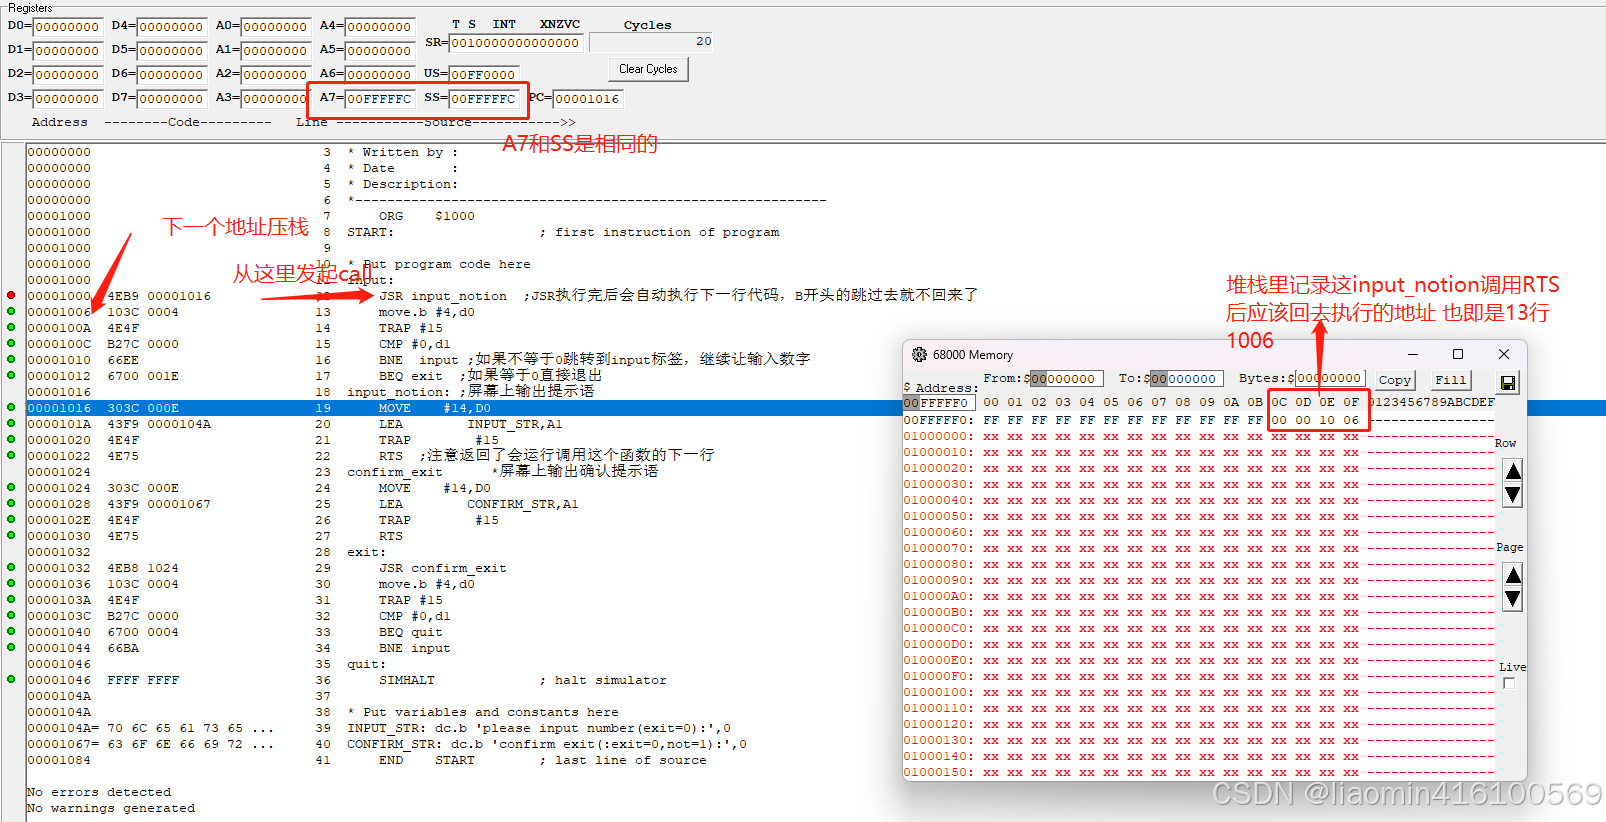 Registers
D0= 00000000 D4= 00000000 A0= 00000000 A4= 00000000 T S INT XNZVC Cycles
D1= 00000000 D5= 00000000 A1= 00000000 A5= 00000000 SR= 0010000000000000 20
D2= 00000000 D6= 00000000 A2= 00000000 A6= 00000000 US= 00FF0000 Clear Cycles
D3= 00000000 D7= 00000000 A3= 00000000 A7= 00FFFFFC SS= 00FFFFFC PC= 00001016
Address --------Code--------- Line -----------Source----------->>
A7和SS是相同的
00000000 3 * Written by :
00000000 4 * Date :
00000000 5 * Description:
00000000 6 *-----------------------------------------------------------
00001000 7 ORG $1000
下一个地址压栈
00001000 8 START: ; first instruction of program
00001000 9
00001000 10 * Put program code here
从这里发起call
00001000 11 input:
00001000 4EB9 00001016 12 JSR input_notion ;JSR执行完后会自动执行下一行代码，B开头的跳过去就不回来了
00001006 103C 0004 13 move.b #4,d0
0000100A 4E4F 14 TRAP #15
0000100C B27C 0000 15 CMP #0,d1
00001010 66EE 16 BNE input ;如果不等于0跳转到input标签，继续让输入数字
00001012 6700 001E 17 BEQ exit ;如果等于0直接退出
00001016 18 input_notion: ;屏幕上输出提示语
00001016 303C 000E 19 MOVE #14,D0
0000101A 43F9 0000104A 20 LEA INPUT_STR,A1
00001020 4E4F 21 TRAP #15
00001022 4E75 22 RTS ;注意返回了会运行调用这个函数的下一行
00001024 23 confirm_exit *屏幕上输出确认提示语
00001024 303C 000E 24 MOVE #14,D0
00001028 43F9 00001067 25 LEA CONFIRM_STR,A1
0000102E 4E4F 26 TRAP #15
00001030 4E75 27 RTS
00001032 28 exit:
00001032 4EB8 1024 29 JSR confirm_exit
00001036 103C 0004 30 move.b #4,d0
0000103A 4E4F 31 TRAP #15
0000103C B27C 0000 32 CMP #0,d1
00001040 6700 0004 33 BEQ quit
00001044 66BA 34 BNE input
00001046 35 quit:
00001046 FFFF FFFF 36 SIMHALT ; halt simulator
0000104A 37
0000104A 38 * Put variables and constants here
0000104A= 70 6C 65 61 73 65 ... 39 INPUT_STR: dc.b 'please input number(exit=0):',0
00001067= 63 6F 6E 66 69 72 ... 40 CONFIRM_STR: dc.b 'confirm exit(:exit=0,not=1):',0
00001084 41 END START ; last line of source
No errors detected
No warnings generated
堆栈里记录这input_notion调用RTS
后应该回去执行的地址 也即是13行
1006
68000 Memory
From:$ 00000000 To:$ 00000000 Bytes:$ 00000000 Copy Fill
$ Address:
00FFFFF0 00 01 02 03 04 05 06 07 08 09 0A 0B 0C 0D 0E 0F 0123456789ABCDEF
00FFFFF0: FF FF FF FF FF FF FF FF FF FF FF FF 00 00 10 06 ----------------
01000000: xx xx xx xx xx xx xx xx xx xx xx xx xx xx xx xx ----------------
01000010: xx xx xx xx xx xx xx xx xx xx xx xx xx xx xx xx ----------------
01000020: xx xx xx xx xx xx xx xx xx xx xx xx xx xx xx xx ----------------
01000030: xx xx xx xx xx xx xx xx xx xx xx xx xx xx xx xx ----------------
01000040: xx xx xx xx xx xx xx xx xx xx xx xx xx xx xx xx ----------------
01000050: xx xx xx xx xx xx xx xx xx xx xx xx xx xx xx xx ----------------
01000060: xx xx xx xx xx xx xx xx xx xx xx xx xx xx xx xx ----------------
01000070: xx xx xx xx xx xx xx xx xx xx xx xx xx xx xx xx ----------------
01000080: xx xx xx xx xx xx xx xx xx xx xx xx xx xx xx xx ----------------
01000090: xx xx xx xx xx xx xx xx xx xx xx xx xx xx xx xx ----------------
010000A0: xx xx xx xx xx xx xx xx xx xx xx xx xx xx xx xx ----------------
010000B0: xx xx xx xx xx xx xx xx xx xx xx xx xx xx xx xx ----------------
010000C0: xx xx xx xx xx xx xx xx xx xx xx xx xx xx xx xx ----------------
010000D0: xx xx xx xx xx xx xx xx xx xx xx xx xx xx xx xx ----------------
010000E0: xx xx xx xx xx xx xx xx xx xx xx xx xx xx xx xx ----------------
010000F0: xx xx xx xx xx xx xx xx xx xx xx xx xx xx xx xx ----------------
01000100: xx xx xx xx xx xx xx xx xx xx xx xx xx xx xx xx ----------------
01000110: xx xx xx xx xx xx xx xx xx xx xx xx xx xx xx xx ----------------
01000120: xx xx xx xx xx xx xx xx xx xx xx xx xx xx xx xx ----------------
01000130: xx xx xx xx xx xx xx xx xx xx xx xx xx xx xx xx ----------------
01000140: xx xx xx xx xx xx xx xx xx xx xx xx xx xx xx xx ----------------
01000150: xx xx xx xx xx xx xx xx xx xx xx xx xx xx xx xx ----------------
Row
Page
Live
CSDN @liaomin416100569